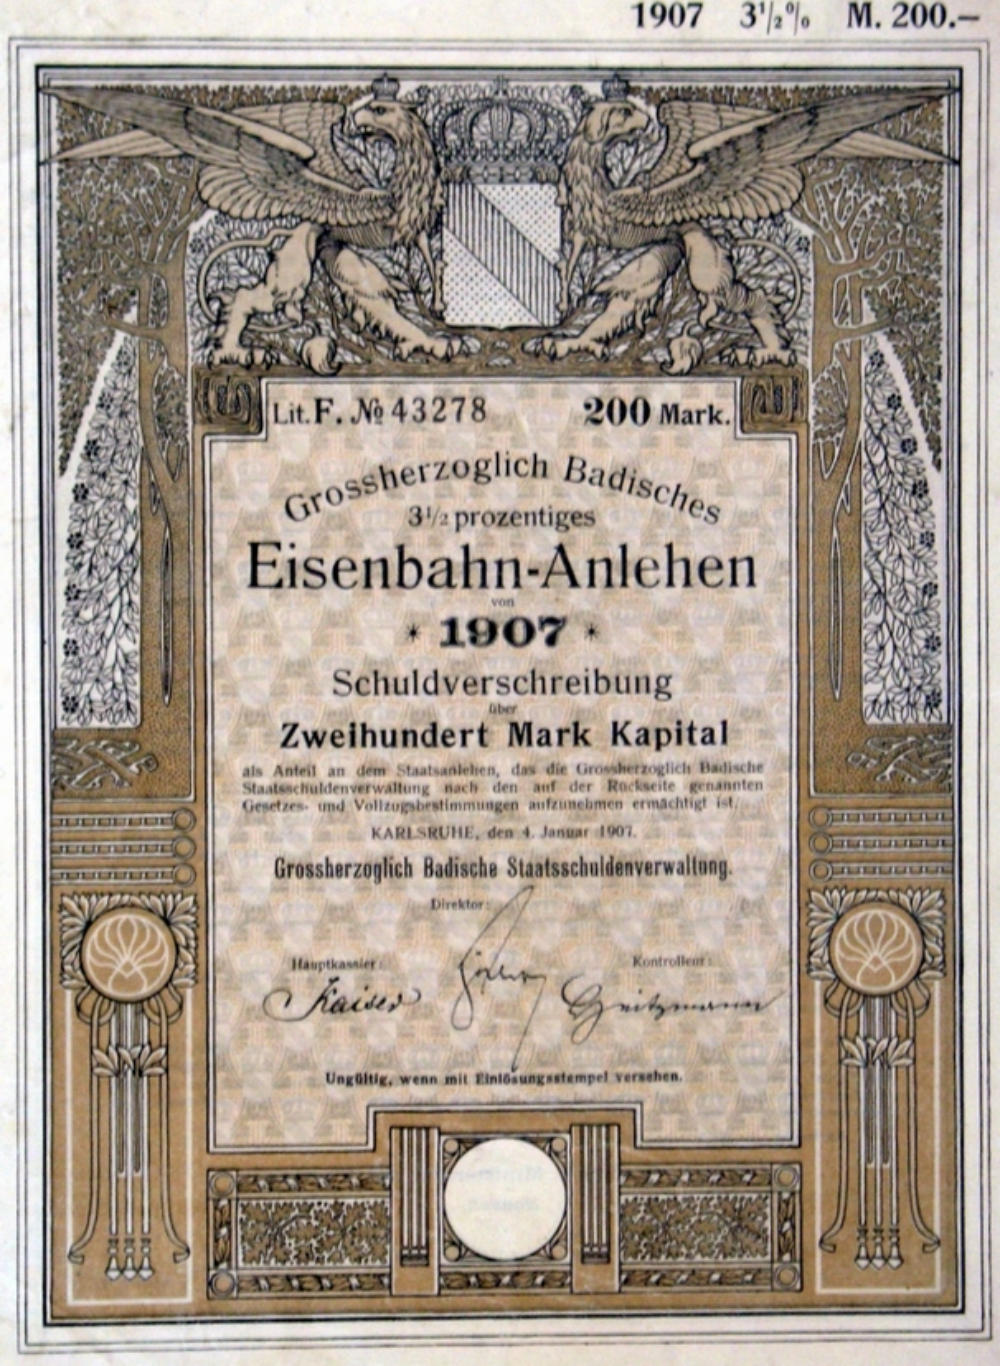 1907 3½% M. 200.–
Lit. F. № 43278 200 Mark.
Grossherzoglich Badisches
3½ prozentiges
Eisenbahn-Anlehen
von
* 1907 *
Schuldverschreibung
über
Zweihundert Mark Kapital
als Anteil an dem Staatsanlehen, das die Grossherzoglich Badische
Staatsschuldenverwaltung nach den auf der Rückseite genannten
Gesetzes- und Vollzugsbestimmungen aufzunehmen ermächtigt ist.
KARLSRUHE, den 4. Januar 1907.
Grossherzoglich Badische Staatsschuldenverwaltung.
Direktor:
Hauptkassier: Kontrolleur:
Kaiser
Ungültig, wenn mit Einlösungsstempel versehen.